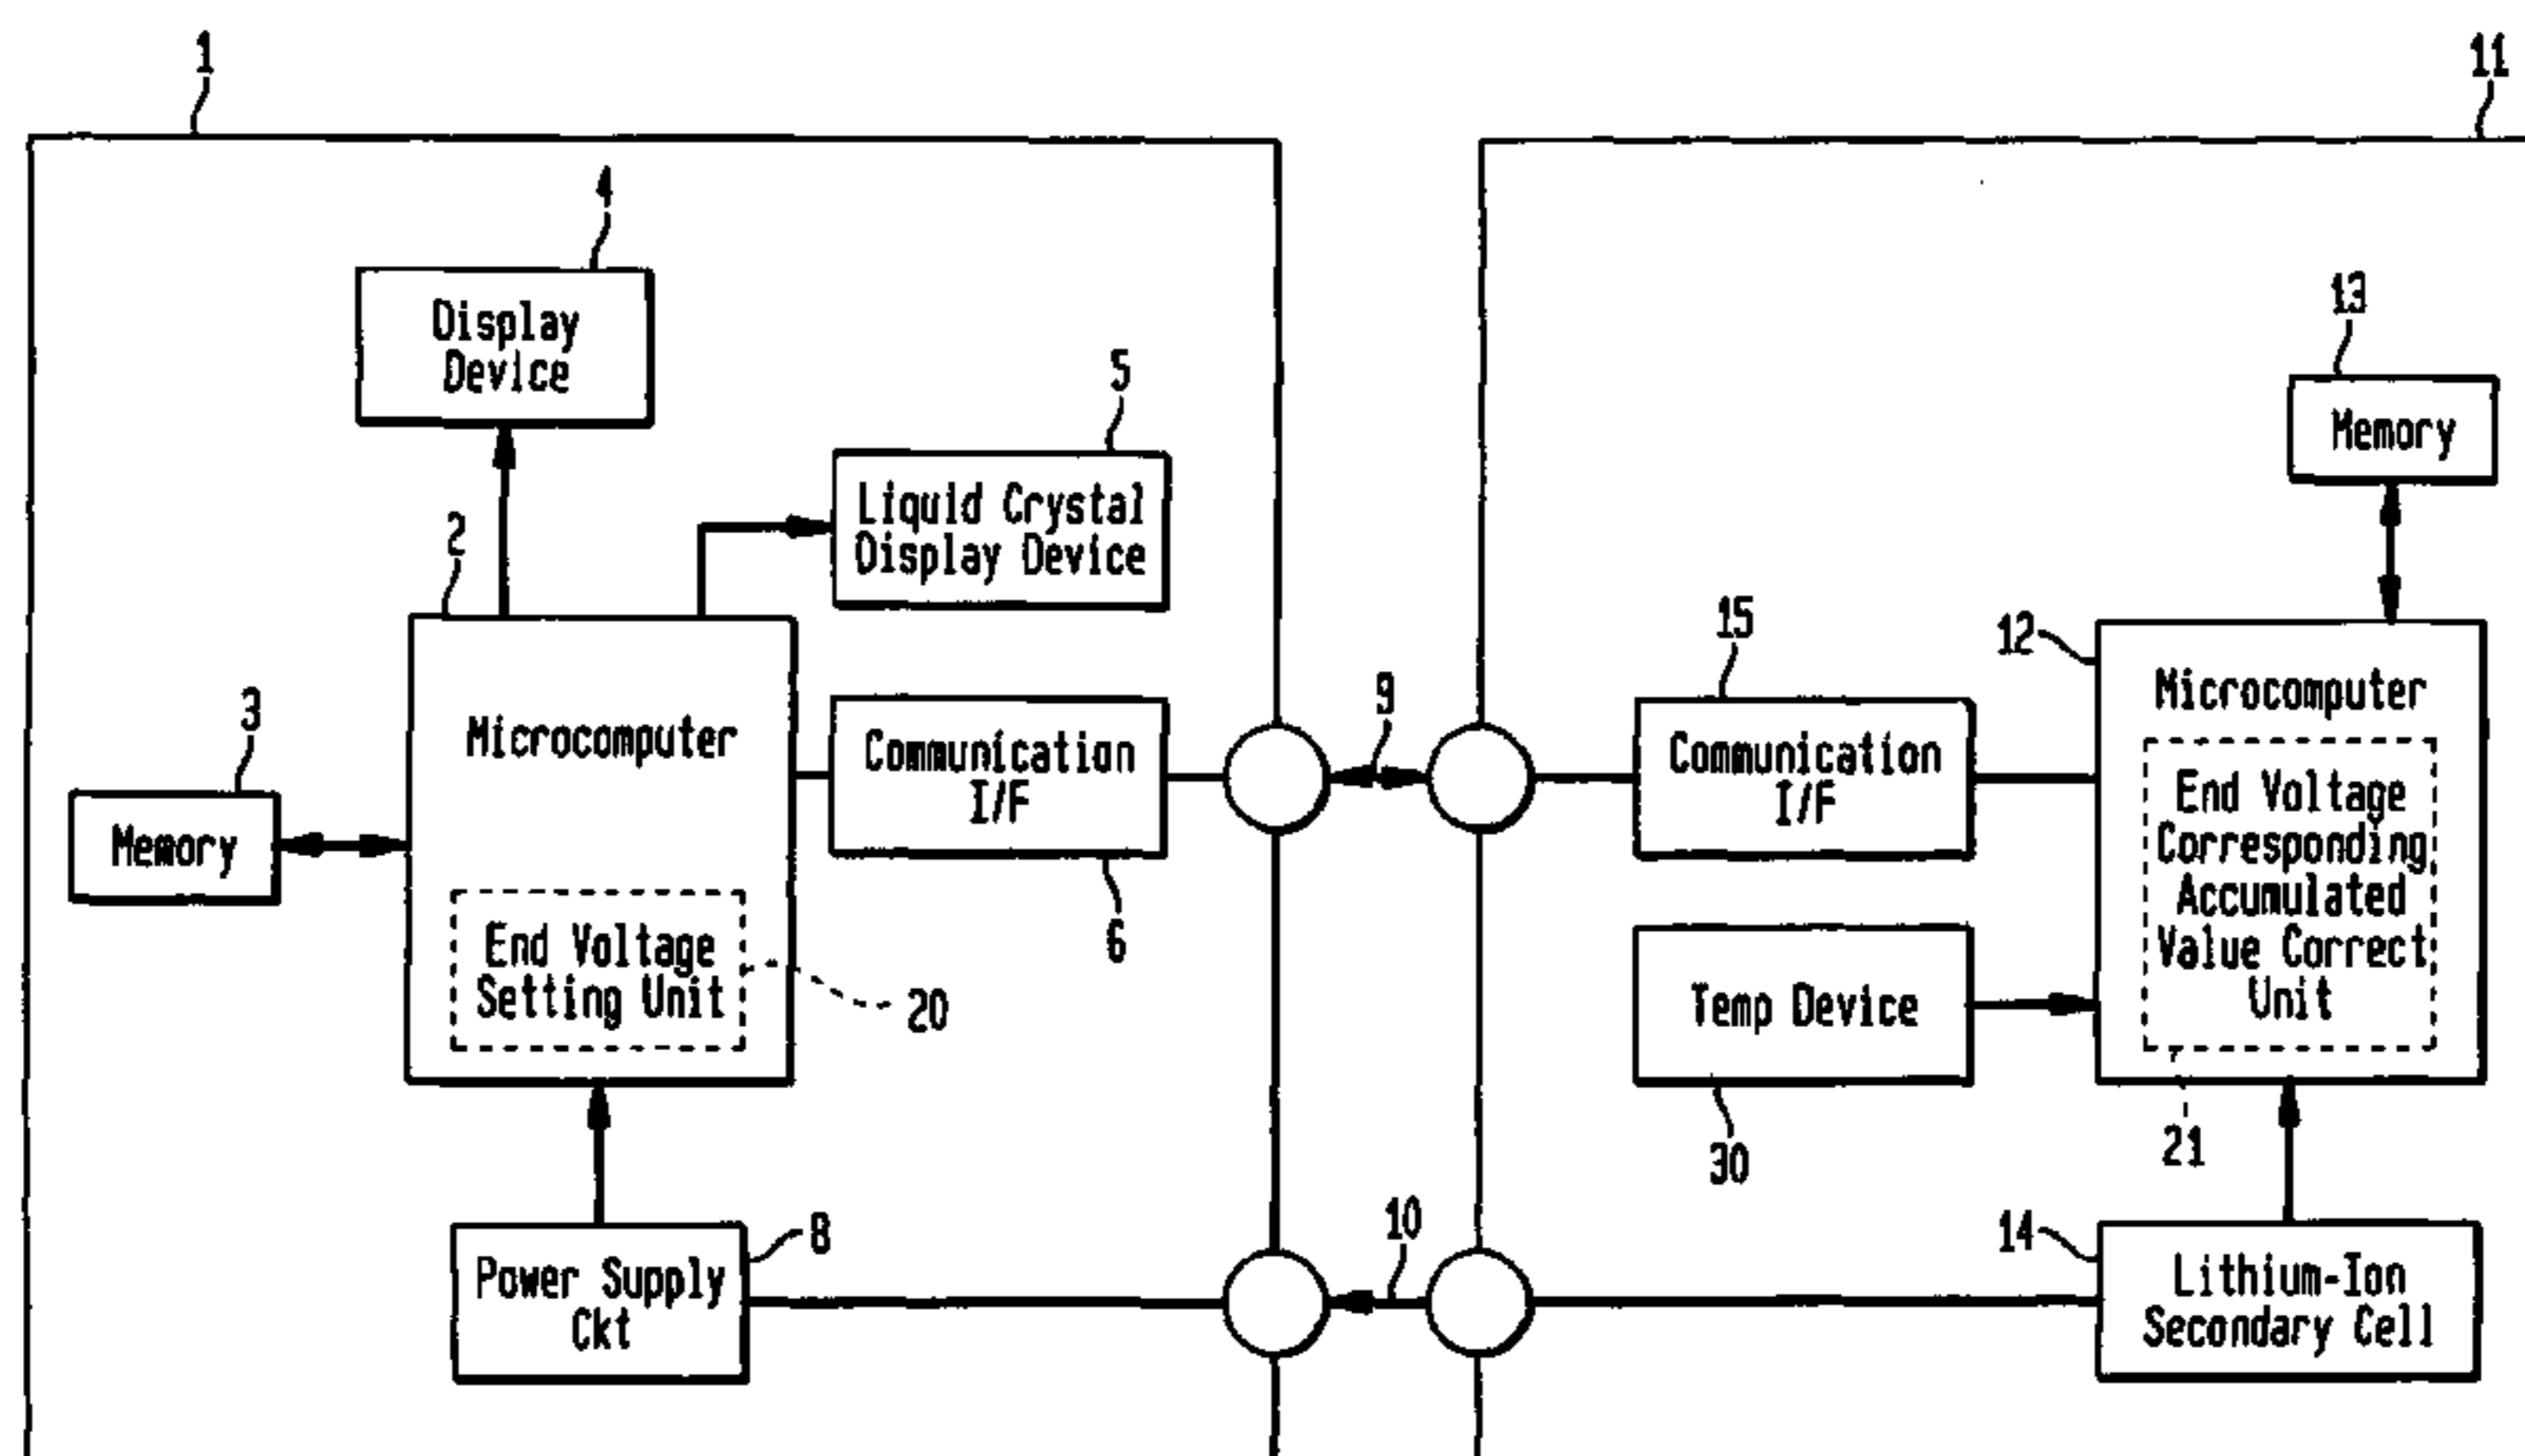 1
11
4
Display
Device
13
Memory
5
Liquid Crystal
Display Device
2
15
12
3
9
Microcomputer
Communication
I/F
Communication
I/F
Microcomputer
End Voltage
Corresponding
Accumulated
Value Correct
Unit
Memory
6
End Voltage
Setting Unit
20
Temp Device
30
21
8
10
14
Power Supply
Ckt
Lithium-Ion
Secondary Cell